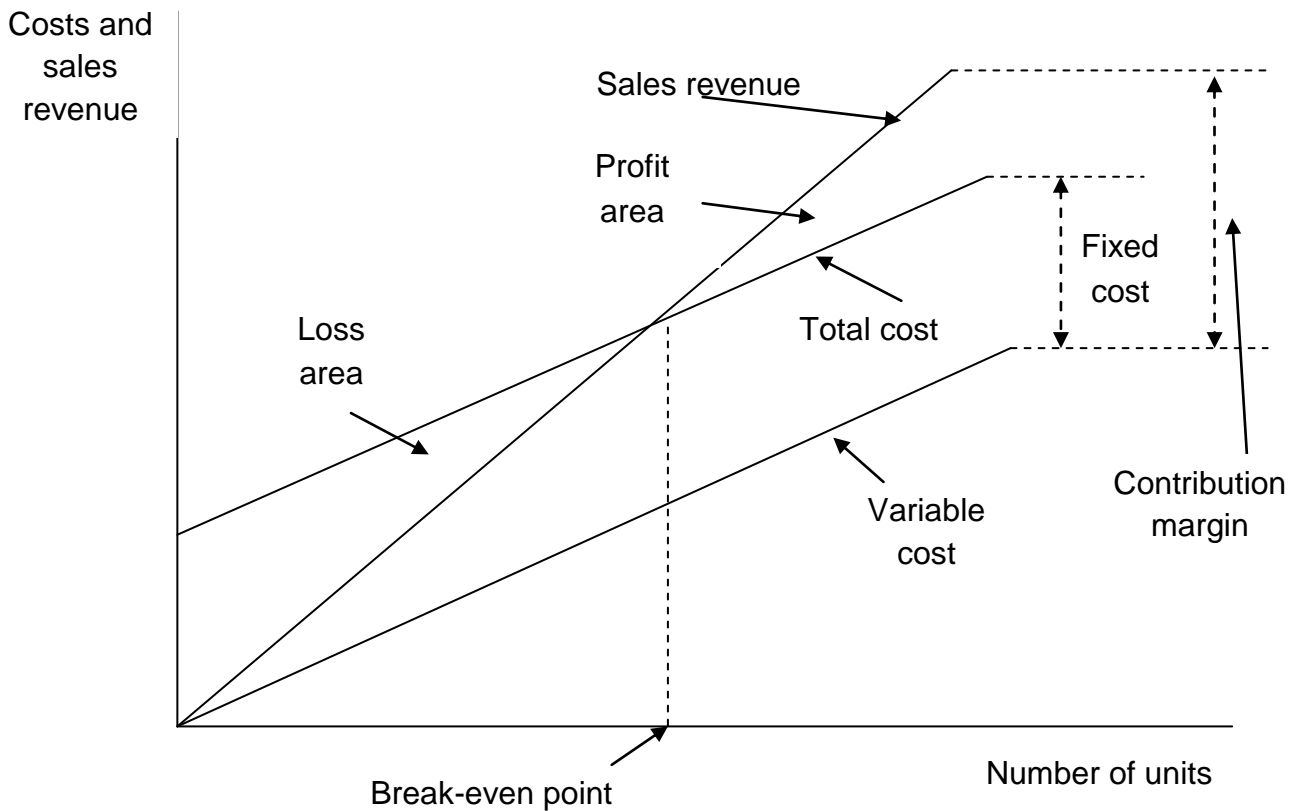 Costs and
sales
revenue
Sales revenue
Profit
area
Fixed
cost
Loss
area
Total cost
Contribution
margin
Variable
cost
Number of units
Break-even point